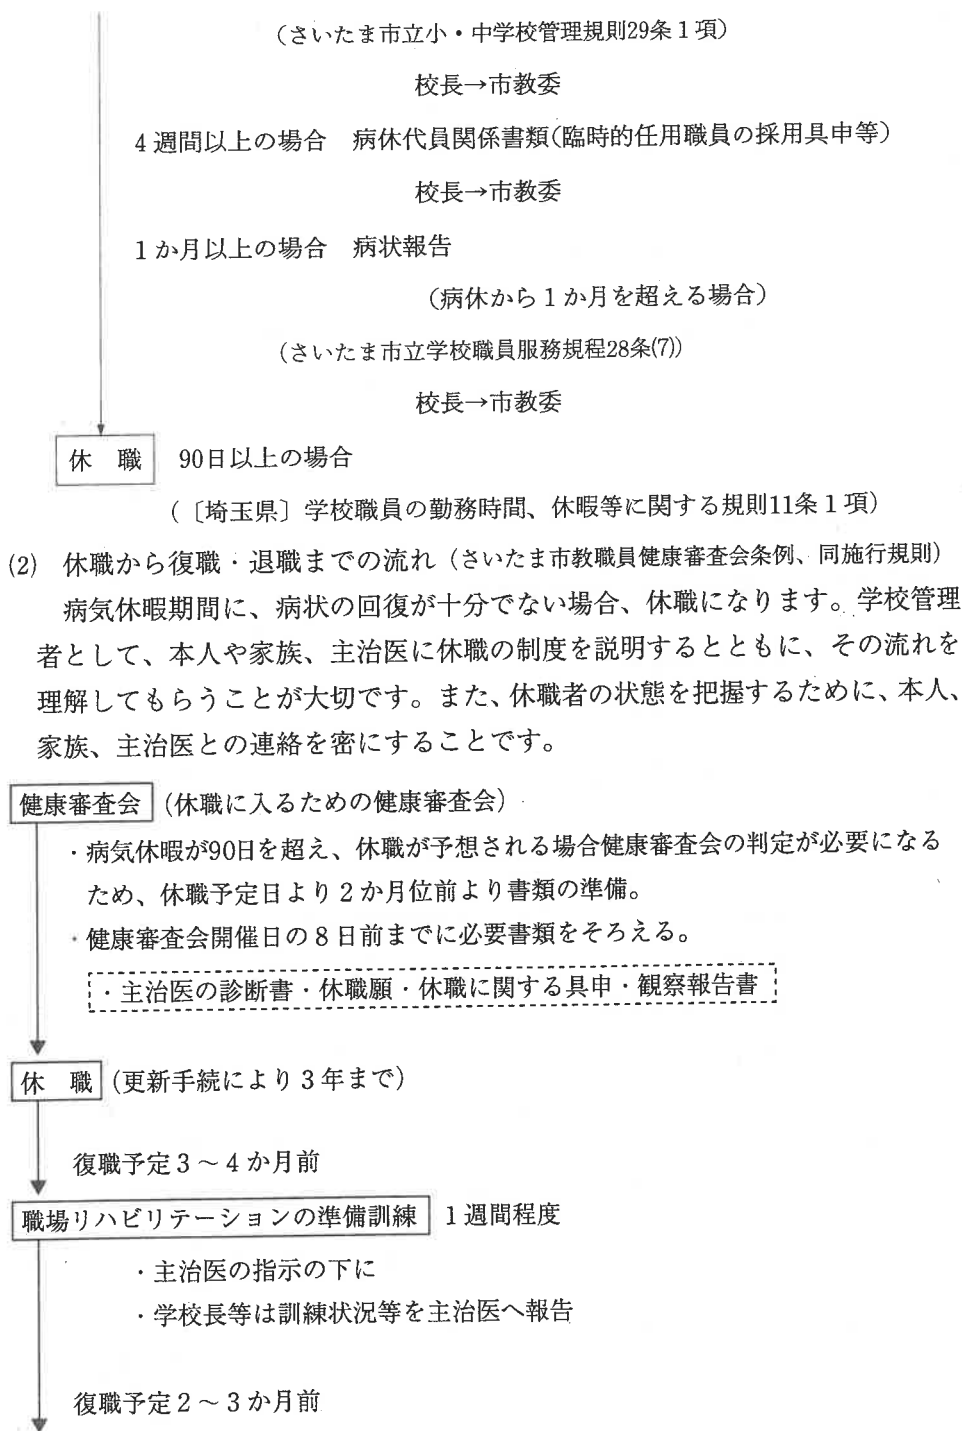 （さいたま市立小・中学校管理規則29条１項）
校長→市教委
４週間以上の場合　病休代員関係書類（臨時的任用職員の採用具申等）
校長→市教委
１か月以上の場合　病状報告
（病休から１か月を超える場合）
（さいたま市立学校職員服務規程28条(7)）
校長→市教委
休　職　90日以上の場合
（〔埼玉県〕学校職員の勤務時間、休暇等に関する規則11条１項）
(2)　休職から復職・退職までの流れ（さいたま市教職員健康審査会条例、同施行規則）
病気休暇期間に、病状の回復が十分でない場合、休職になります。学校管理
者として、本人や家族、主治医に休職の制度を説明するとともに、その流れを
理解してもらうことが大切です。また、休職者の状態を把握するために、本人、
家族、主治医との連絡を密にすることです。
健康審査会（休職に入るための健康審査会）
・病気休暇が90日を超え、休職が予想される場合健康審査会の判定が必要になる
ため、休職予定日より２か月位前より書類の準備。
・健康審査会開催日の８日前までに必要書類をそろえる。
・主治医の診断書・休職願・休職に関する具申・観察報告書
休　職（更新手続により３年まで）
復職予定３～４か月前
職場リハビリテーションの準備訓練　１週間程度
・主治医の指示の下に
・学校長等は訓練状況等を主治医へ報告
復職予定２～３か月前